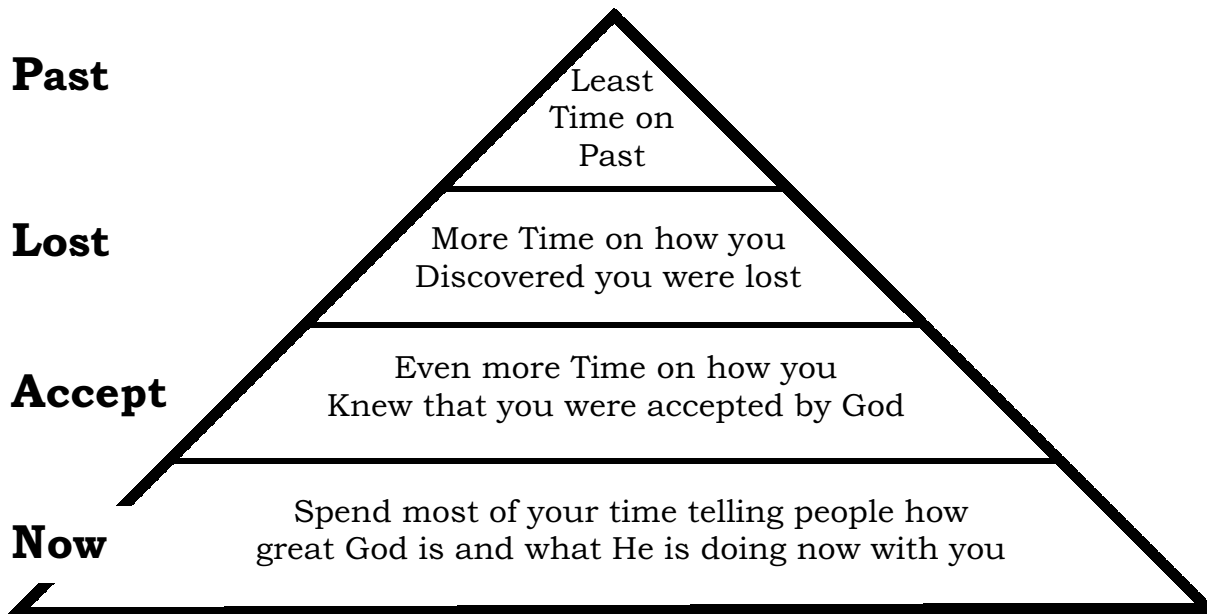 Past
Least
Time on
Past
Lost
More Time on how you
Discovered you were lost
Accept
Even more Time on how you
Knew that you were accepted by God
Now
Spend most of your time telling people how
great God is and what He is doing now with you